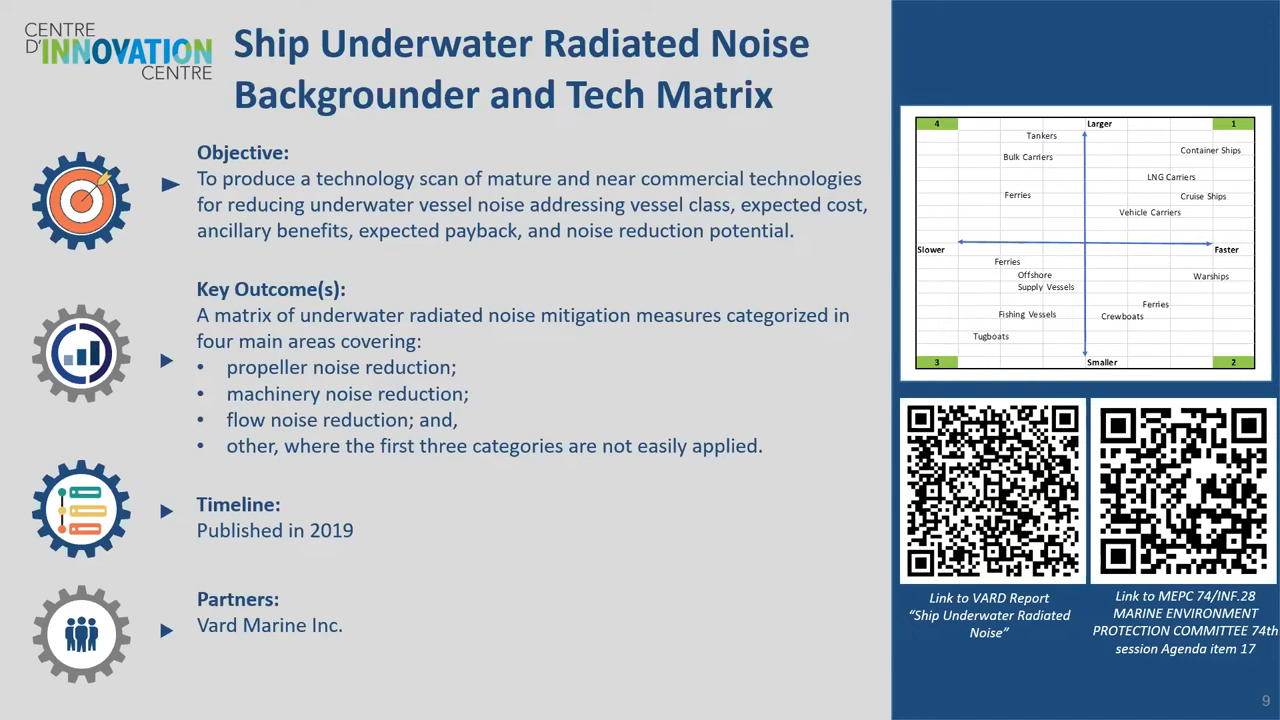 CENTRE
D'INNOVATION
CENTRE
Ship Underwater Radiated Noise
Backgrounder and Tech Matrix
Objective:
To produce a technology scan of mature and near commercial technologies
for reducing underwater vessel noise addressing vessel class, expected cost,
ancillary benefits, expected payback, and noise reduction potential.
Key Outcome(s):
A matrix of underwater radiated noise mitigation measures categorized in
four main areas covering:
• propeller noise reduction;
• machinery noise reduction;
• flow noise reduction; and,
• other, where the first three categories are not easily applied.
Timeline:
Published in 2019
Partners:
Vard Marine Inc.
4
Larger
1
Tankers
Container Ships
Bulk Carriers
LNG Carriers
Ferries
Cruise Ships
Vehicle Carriers
Slower
Faster
Ferries
Offshore
Supply Vessels
Warships
Ferries
Fishing Vessels
Crewboats
Tugboats
3
Smaller
2
Link to VARD Report
“Ship Underwater Radiated
Noise”
Link to MEPC 74/INF.28
MARINE ENVIRONMENT
PROTECTION COMMITTEE 74th
session Agenda item 17
9